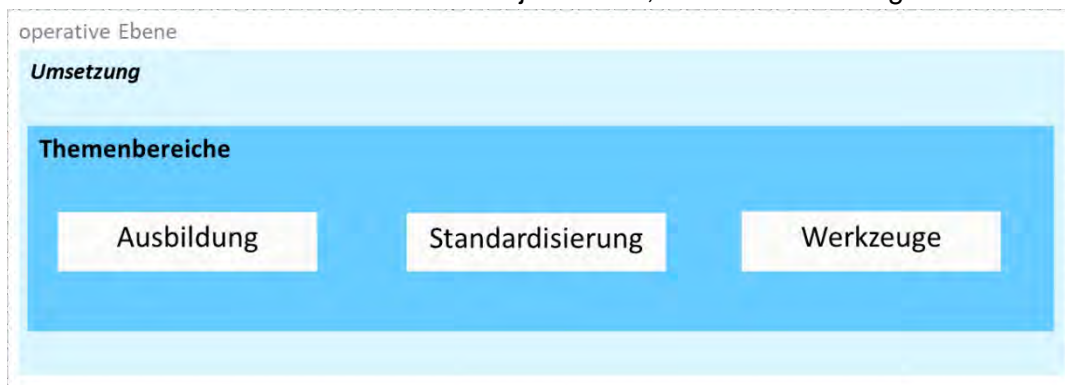 operative Ebene
Umsetzung
Themenbereiche
Ausbildung
Standardisierung
Werkzeuge